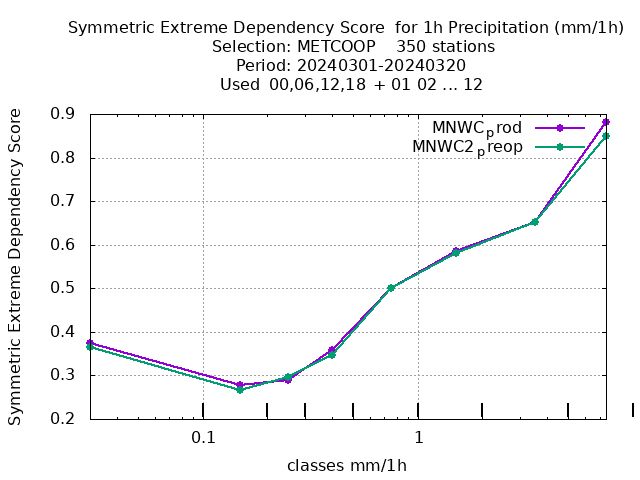 Symmetric Extreme Dependency Score  for 1h Precipitation (mm/1h)
Selection: METCOOP    350 stations
Period: 20240301-20240320
Used  00,06,12,18  + 01 02 ... 12
MNWCprod
MNWC2preop
Symmetric Extreme Dependency Score
0.9
0.8
0.7
0.6
0.5
0.4
0.3
0.2
0.1 1
classes mm/1h